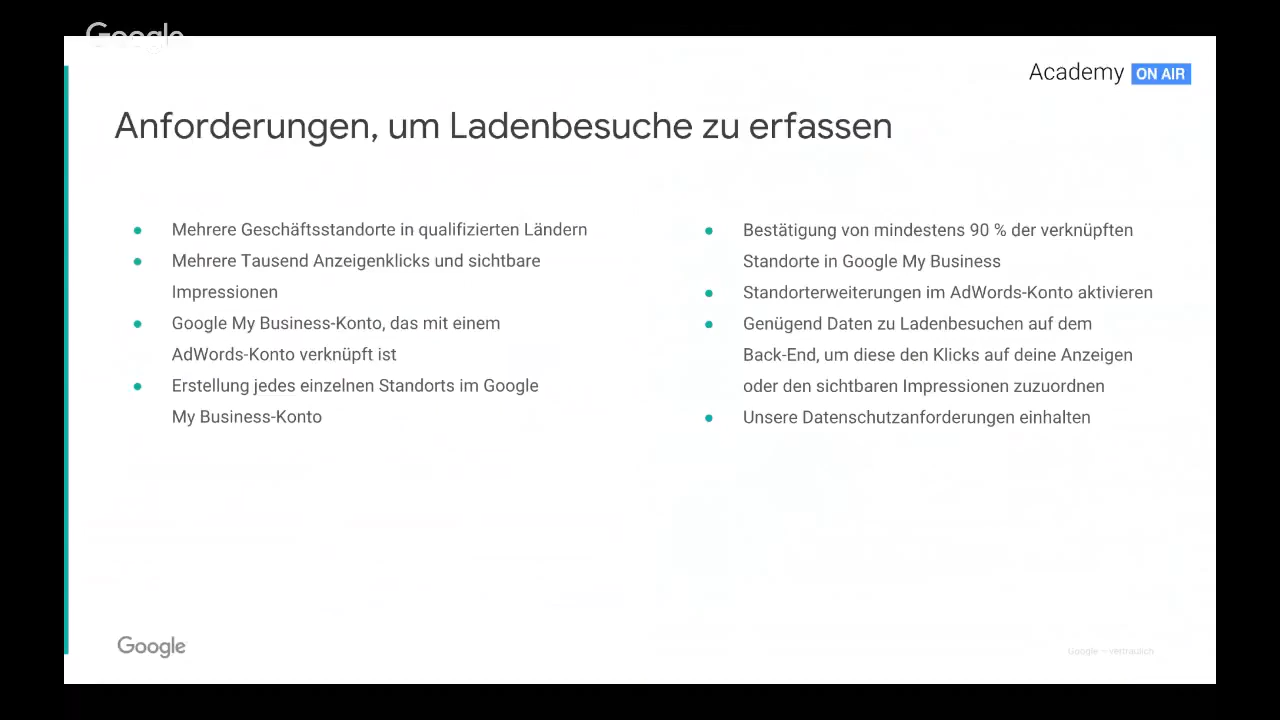 Google
Academy ON AIR
Anforderungen, um Ladenbesuche zu erfassen
Mehrere Geschäftsstandorte in qualifizierten Ländern
Mehrere Tausend Anzeigenklicks und sichtbare
Impressionen
Google My Business-Konto, das mit einem
AdWords-Konto verknüpft ist
Erstellung jedes einzelnen Standorts im Google
My Business-Konto
Bestätigung von mindestens 90 % der verknüpften
Standorte in Google My Business
Standorterweiterungen im AdWords-Konto aktivieren
Genügend Daten zu Ladenbesuchen auf dem
Back-End, um diese den Klicks auf deine Anzeigen
oder den sichtbaren Impressionen zuzuordnen
Unsere Datenschutzanforderungen einhalten
Google
Google – vertraulich